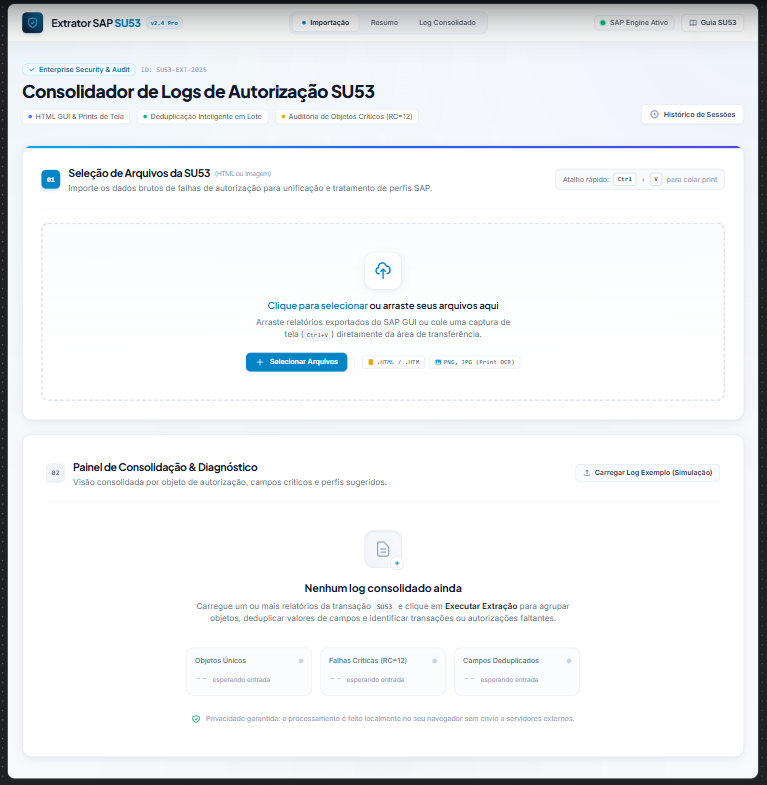 Extrator SAP SU53 v2.4 Pro
Importação Resumo Log Consolidado
SAP Engine Ativo Guia SU53
Enterprise Security & Audit ID: SU53-EXT-2025
Consolidador de Logs de Autorização SU53
HTML GUI & Prints de Tela Deduplicação Inteligente em Lote Auditoria de Objetos Críticos (RC=12)
Histórico de Sessões
01 Seleção de Arquivos da SU53 (HTML ou Imagem)
Importe os dados brutos de falhas de autorização para unificação e tratamento de perfis SAP.
Atalho rápido: Ctrl + V para colar print
Clique para selecionar ou arraste seus arquivos aqui
Arraste relatórios exportados do SAP GUI ou cole uma captura de
tela (Ctrl+V) diretamente da área de transferência.
Selecionar Arquivos .HTML / .HTM PNG, JPG (Print OCR)
02 Painel de Consolidação & Diagnóstico
Visão consolidada por objeto de autorização, campos críticos e perfis sugeridos.
Carregar Log Exemplo (Simulação)
Nenhum log consolidado ainda
Carregue um ou mais relatórios da transação SU53 e clique em Executar Extração para agrupar
objetos, deduplicar valores de campos e identificar transações ou autorizações faltantes.
Objetos Únicos Falhas Críticas (RC=12) Campos Deduplicados
-- esperando entrada -- esperando entrada -- esperando entrada
Privacidade garantida: o processamento é feito localmente no seu navegador sem envio a servidores externos.